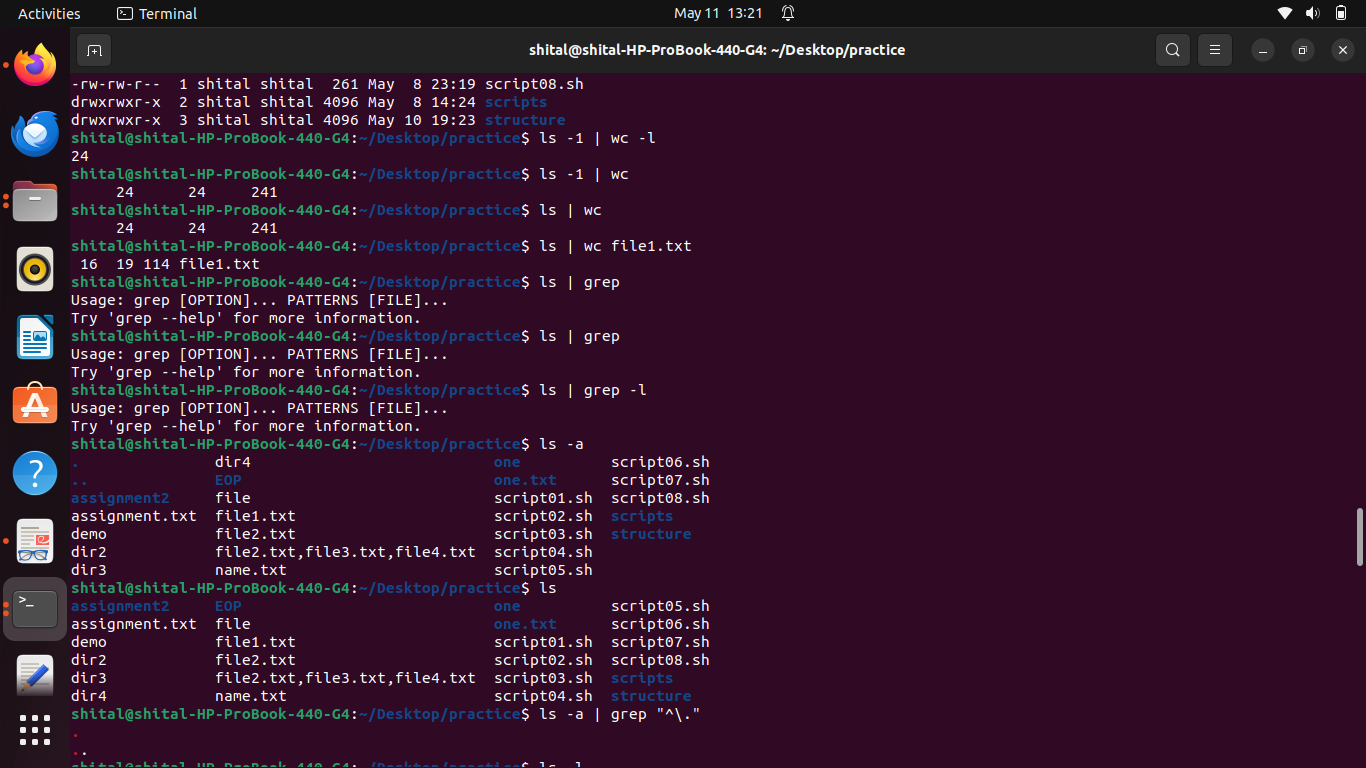 Activities Terminal May 11 13:21
shital@shital-HP-ProBook-440-G4: ~/Desktop/practice
-rw-rw-r--  1 shital shital  261 May  8 23:19 script08.sh
drwxrwxr-x  2 shital shital 4096 May  8 14:24 scripts
drwxrwxr-x  3 shital shital 4096 May 10 19:23 structure
shital@shital-HP-ProBook-440-G4:~/Desktop/practice$ ls -1 | wc -l
24
shital@shital-HP-ProBook-440-G4:~/Desktop/practice$ ls -1 | wc
     24      24     241
shital@shital-HP-ProBook-440-G4:~/Desktop/practice$ ls | wc
     24      24     241
shital@shital-HP-ProBook-440-G4:~/Desktop/practice$ ls | wc file1.txt
 16  19 114 file1.txt
shital@shital-HP-ProBook-440-G4:~/Desktop/practice$ ls | grep
Usage: grep [OPTION]... PATTERNS [FILE]...
Try 'grep --help' for more information.
shital@shital-HP-ProBook-440-G4:~/Desktop/practice$ ls | grep
Usage: grep [OPTION]... PATTERNS [FILE]...
Try 'grep --help' for more information.
shital@shital-HP-ProBook-440-G4:~/Desktop/practice$ ls | grep -l
Usage: grep [OPTION]... PATTERNS [FILE]...
Try 'grep --help' for more information.
shital@shital-HP-ProBook-440-G4:~/Desktop/practice$ ls -a
.               dir4                           one          script06.sh
..              EOP                            one.txt      script07.sh
assignment2     file                           script01.sh  script08.sh
assignment.txt  file1.txt                      script02.sh  scripts
demo            file2.txt                      script03.sh  structure
dir2            file2.txt,file3.txt,file4.txt  script04.sh
dir3            name.txt                       script05.sh
shital@shital-HP-ProBook-440-G4:~/Desktop/practice$ ls
assignment2     EOP                            one          script05.sh
assignment.txt  file                           one.txt      script06.sh
demo            file1.txt                      script01.sh  script07.sh
dir2            file2.txt                      script02.sh  script08.sh
dir3            file2.txt,file3.txt,file4.txt  script03.sh  scripts
dir4            name.txt                       script04.sh  structure
shital@shital-HP-ProBook-440-G4:~/Desktop/practice$ ls -a | grep "^\."
.
..
shital@shital-HP-ProBook-440-G4:~/Desktop/practice$